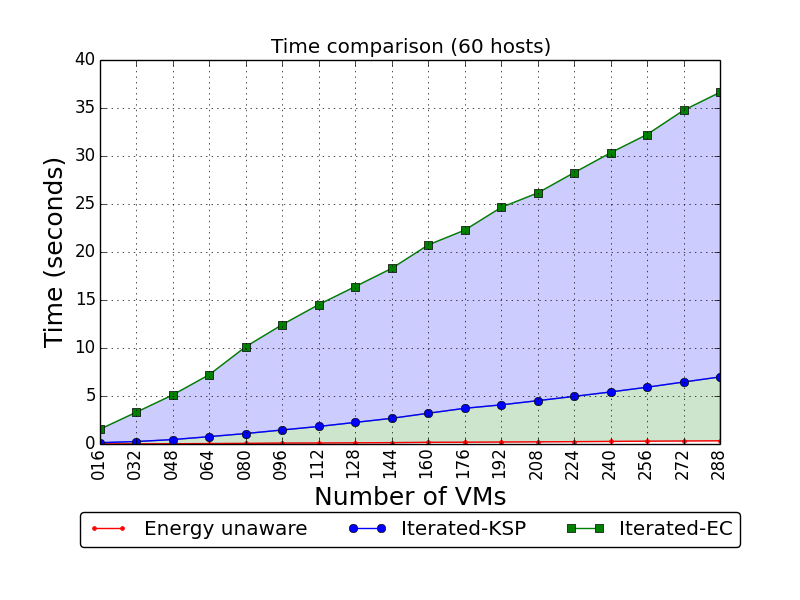 Time comparison (60 hosts)
40
35
30
25
20
15
10
5
0
Time (seconds)
016 032 048 064 080 096 112 128 144 160 176 192 208 224 240 256 272 288
Number of VMs
Energy unaware Iterated-KSP Iterated-EC